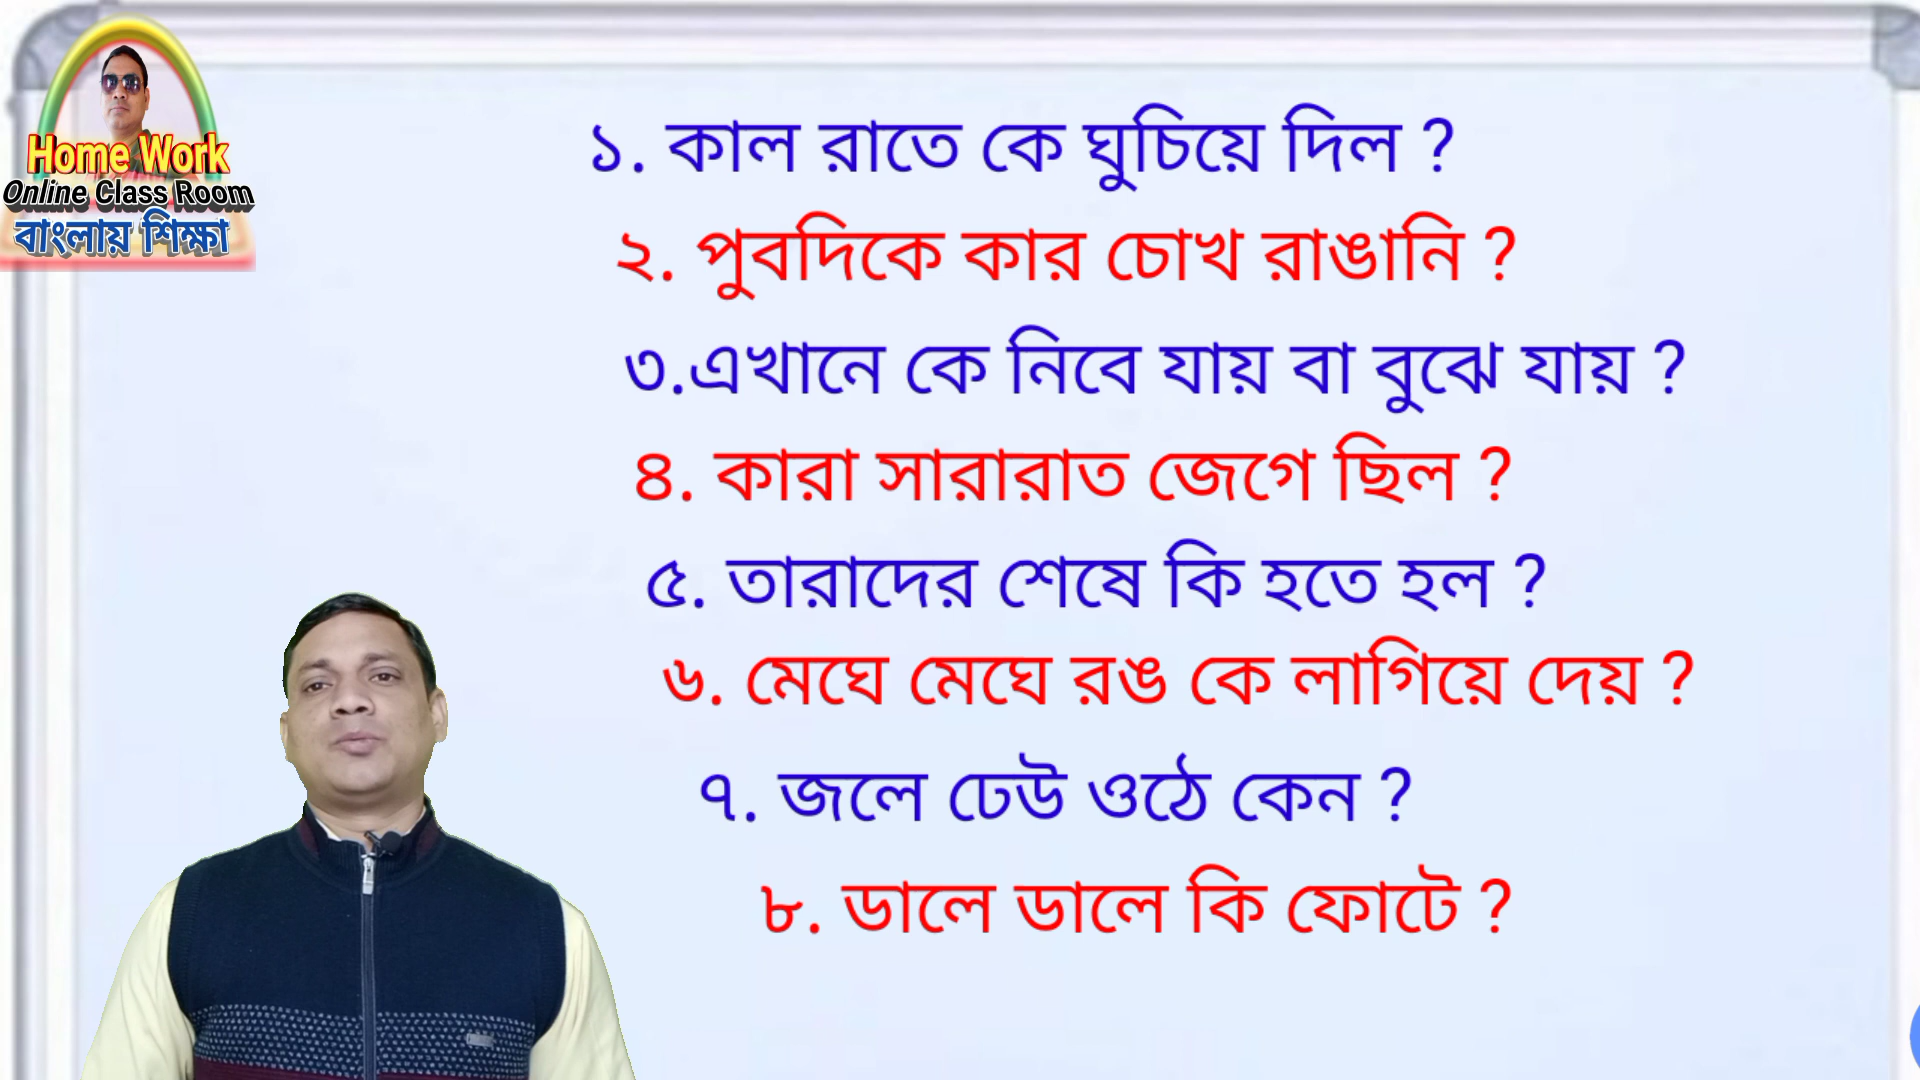 Home Work
Online Class Room
বাংলায় শিক্ষা
১. কাল রাতে কে ঘুচিয়ে দিল ?
২. পুবদিকে কার চোখ রাঙানি ?
৩.এখানে কে নিবে যায় বা বুঝে যায় ?
৪. কারা সারারাত জেগে ছিল ?
৫. তারাদের শেষে কি হতে হল ?
৬. মেঘে মেঘে রঙ কে লাগিয়ে দেয় ?
৭. জলে ঢেউ ওঠে কেন ?
৮. ডালে ডালে কি ফোটে ?